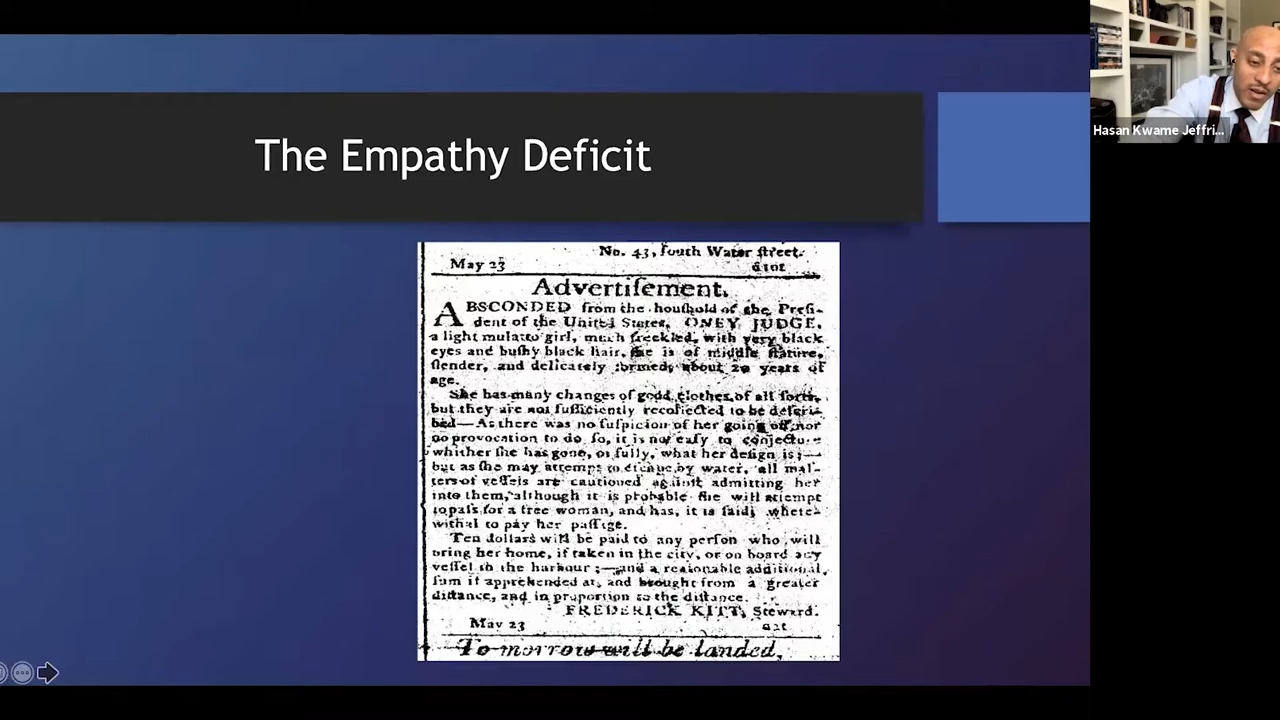 The Empathy Deficit
Hasan Kwame Jeffri...
No. 43, ſouth Water ſtreet.
May 23
Advertiſement.
ABSCONDED from the houſhold of the Preſi-
dent of the United States, ONEY JUDGE,
a light mulatto girl, much freckled, with very black
eyes and buſhy black hair, ſhe is of middle ſtature,
ſlender, and delicately formed, about 20 years of
age.
She has many changes of good clothes of all ſorts,
but they are not ſufficiently recollected to be deſcri-
bed—As there was no ſuſpicion of her going off, nor
no provocation to do ſo, it is not eaſy to conjecture
whither ſhe has gone, or fully, what her deſign is;—
but as ſhe may attempt to eſcape by water, all maſ-
ters of veſſels are cautioned againſt admitting her
into them, although it is probable ſhe will attempt
to paſs for a free woman, and has, it is ſaid, where-
withal to pay her paſſage.
Ten dollars will be paid to any perſon who will
bring her home, if taken in the city, or on board any
veſſel in the harbour;—and a reaſonable additional
ſum if apprehended at, and brought from a greater
diſtance, and in proportion to the diſtance.
FREDERICK KITT, Steward.
May 23
To morrow will be landed,